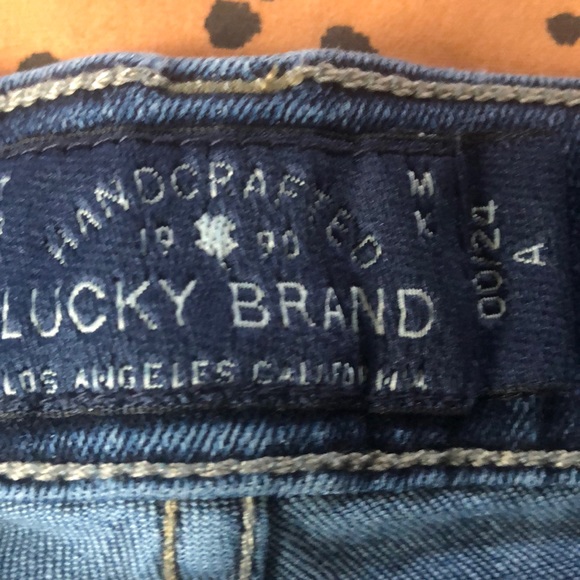 HANDCRAFTED
19 90
LUCKY BRAND
LOS ANGELES CALIFORNIA
M
K
00/24
A